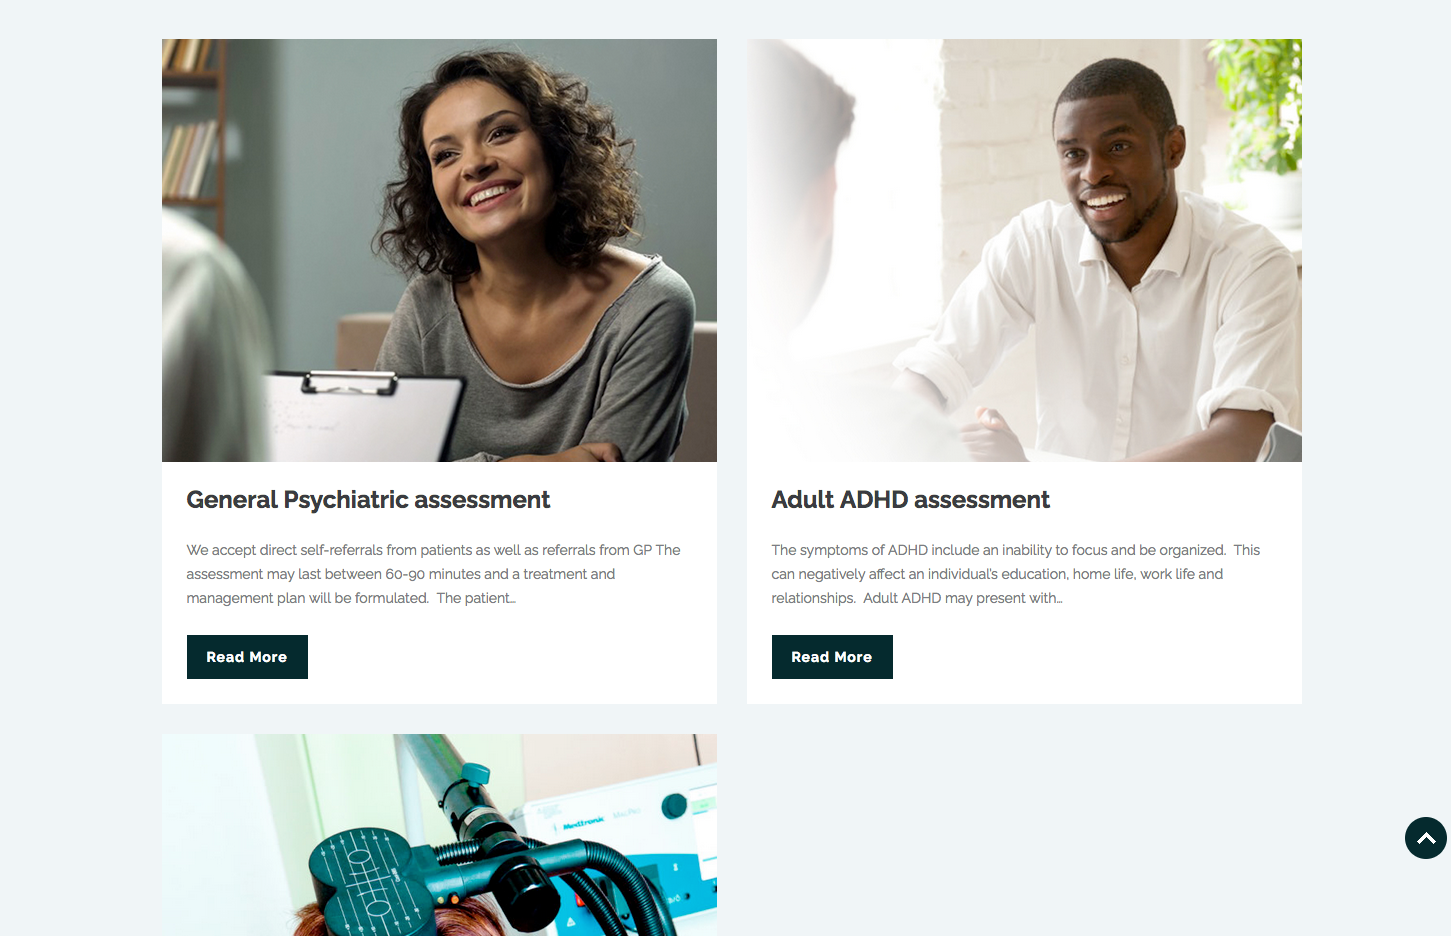 General Psychiatric assessment
We accept direct self-referrals from patients as well as referrals from GP The
assessment may last between 60-90 minutes and a treatment and
management plan will be formulated.  The patient…
Read More
Adult ADHD assessment
The symptoms of ADHD include an inability to focus and be organized.  This
can negatively affect an individual's education, home life, work life and
relationships.  Adult ADHD may present with…
Read More
Medtronic MagPro